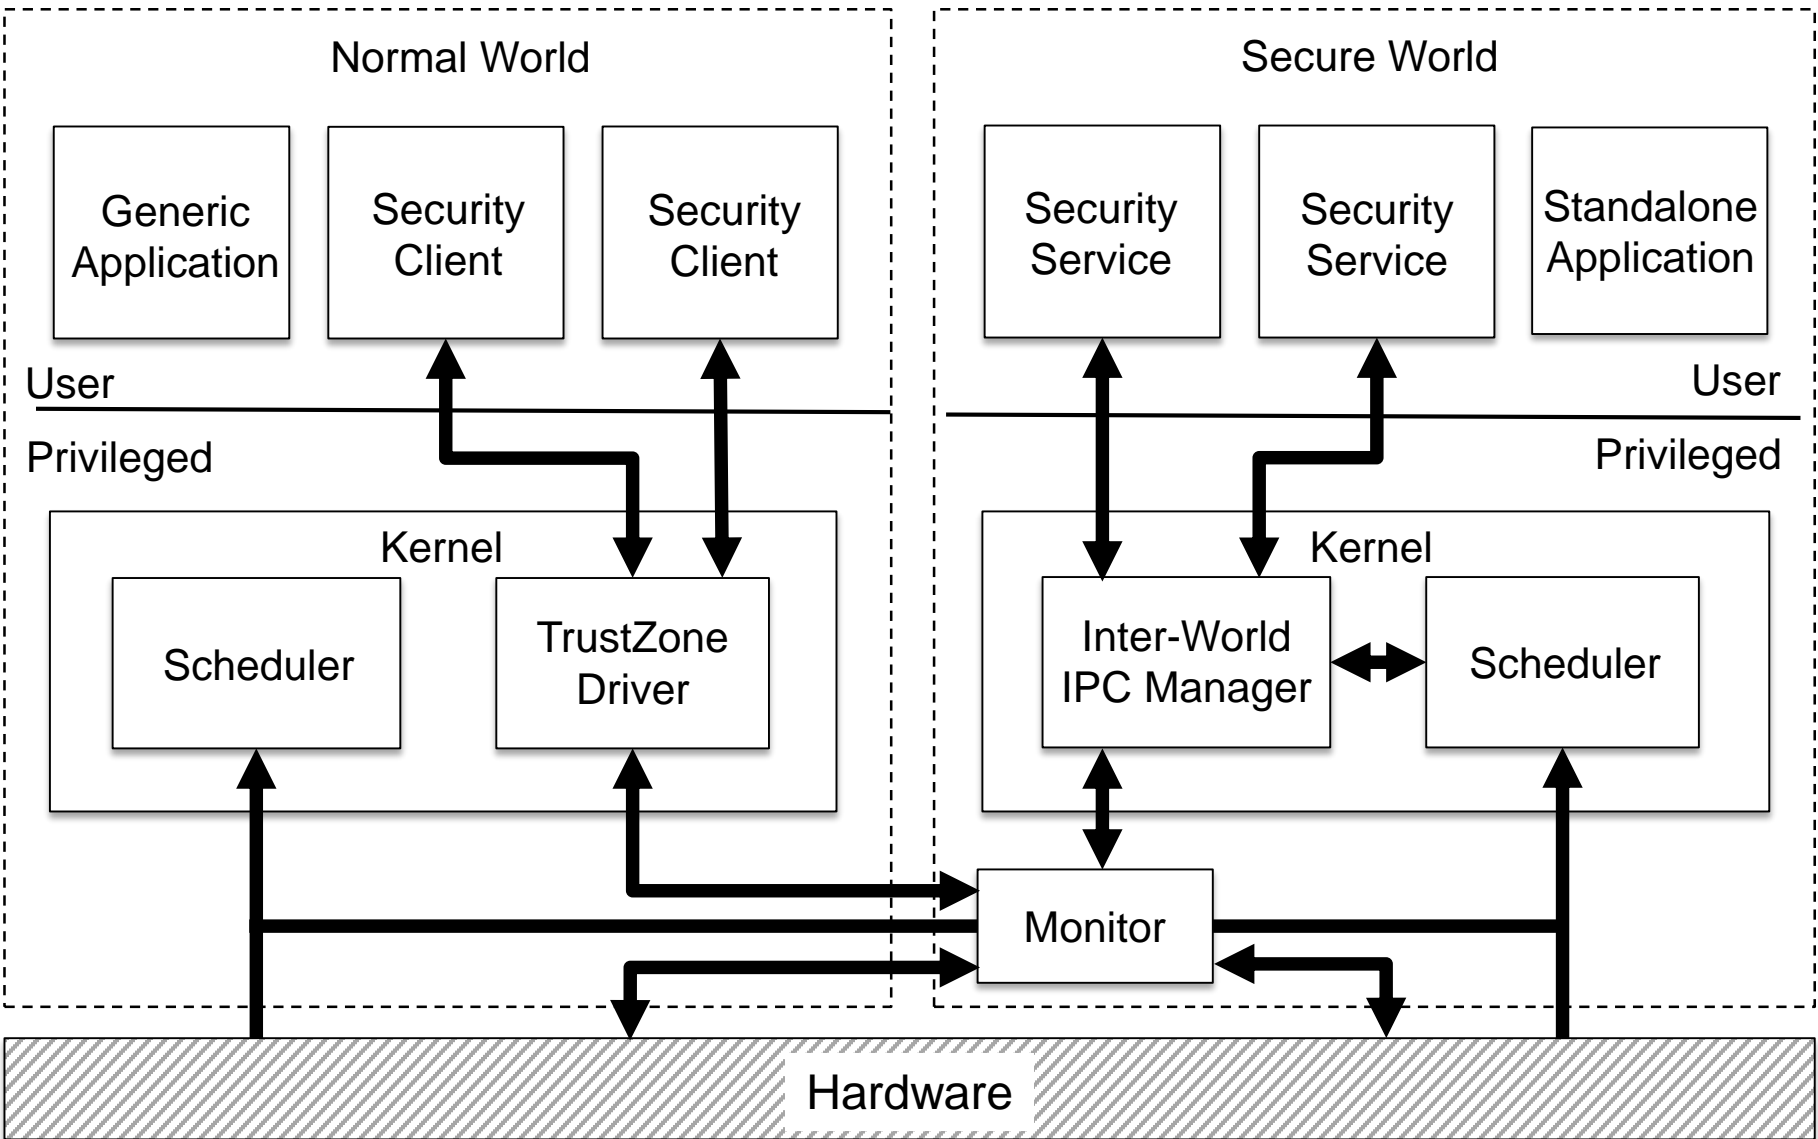 Normal World
Secure World
Generic
Application
Security
Client
Security
Client
Security
Service
Security
Service
Standalone
Application
User
User
Privileged
Privileged
Kernel
Kernel
Scheduler
TrustZone
Driver
Inter-World
IPC Manager
Scheduler
Monitor
Hardware